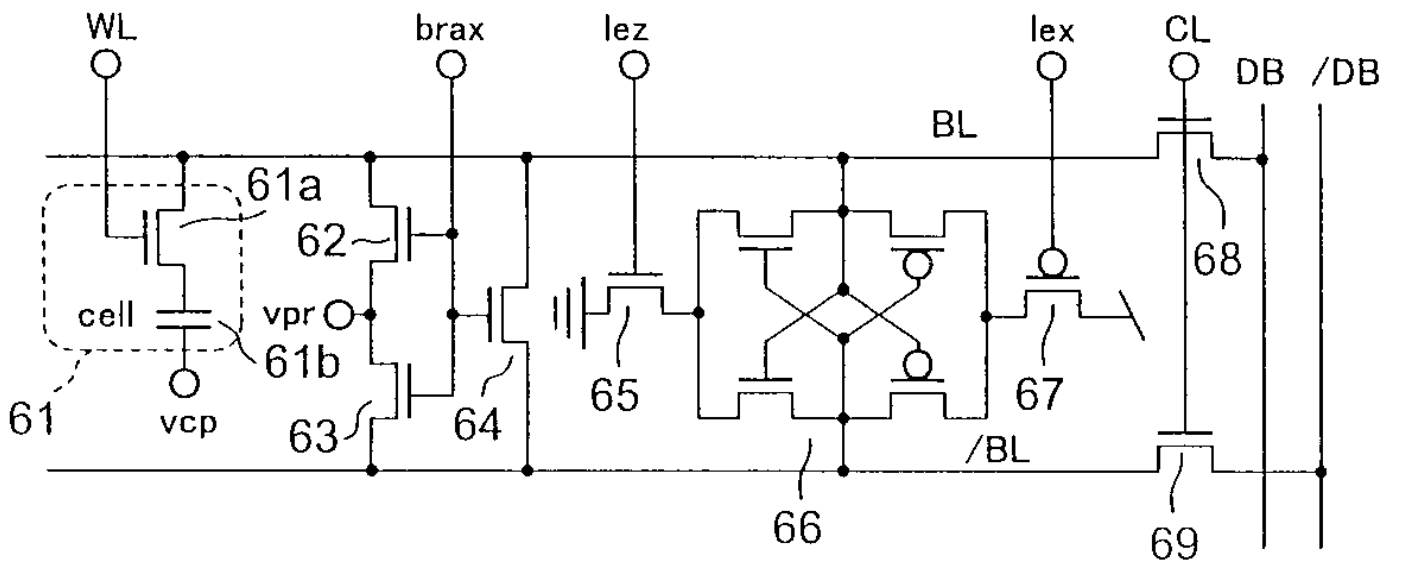 WL brax lez lex CL
DB /DB
BL
61a
62
68
cell vpr
61b
65
67
61 vcp 63 64
/BL
66
69